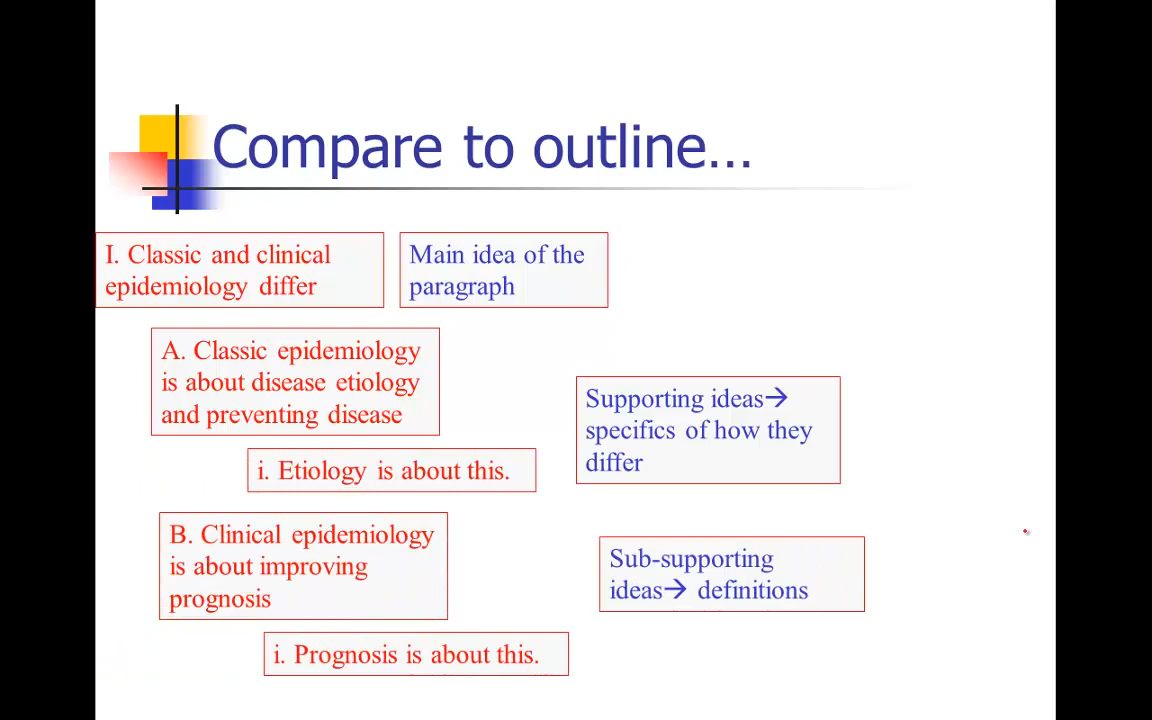 Compare to outline…
I. Classic and clinical
epidemiology differ
Main idea of the
paragraph
A. Classic epidemiology
is about disease etiology
and preventing disease
Supporting ideas→
specifics of how they
differ
i. Etiology is about this.
B. Clinical epidemiology
is about improving
prognosis
Sub-supporting
ideas→ definitions
i. Prognosis is about this.